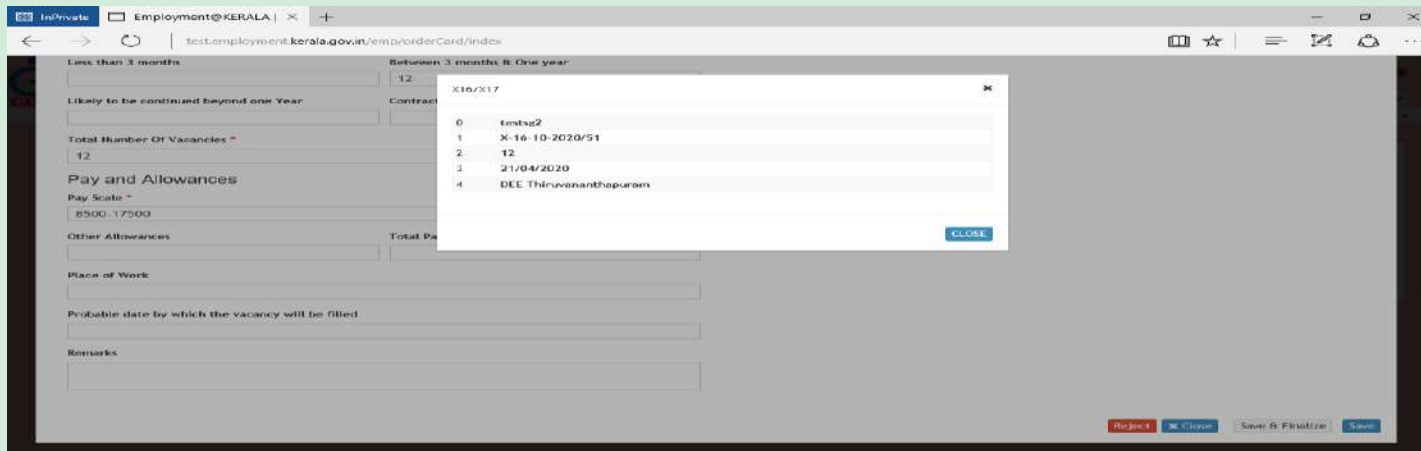 InPrivate Employment@KERALA |
test.employment.kerala.gov.in/emp/orderCard/index
Less than 3 months Between 3 months & One year
12
Likely to be continued beyond one Year Contract
Total Number Of Vacancies *
12
Pay and Allowances
Pay Scale *
8500-17500
Other Allowances Total Pa
Place of Work
Probable date by which the vacancy will be filled
Remarks
X16/X17
0 testsg2
1 X-16-10-2020/51
2 12
3 21/04/2020
4 DEE Thiruvananthapuram
CLOSE
Reject Close Save & Finalize Save